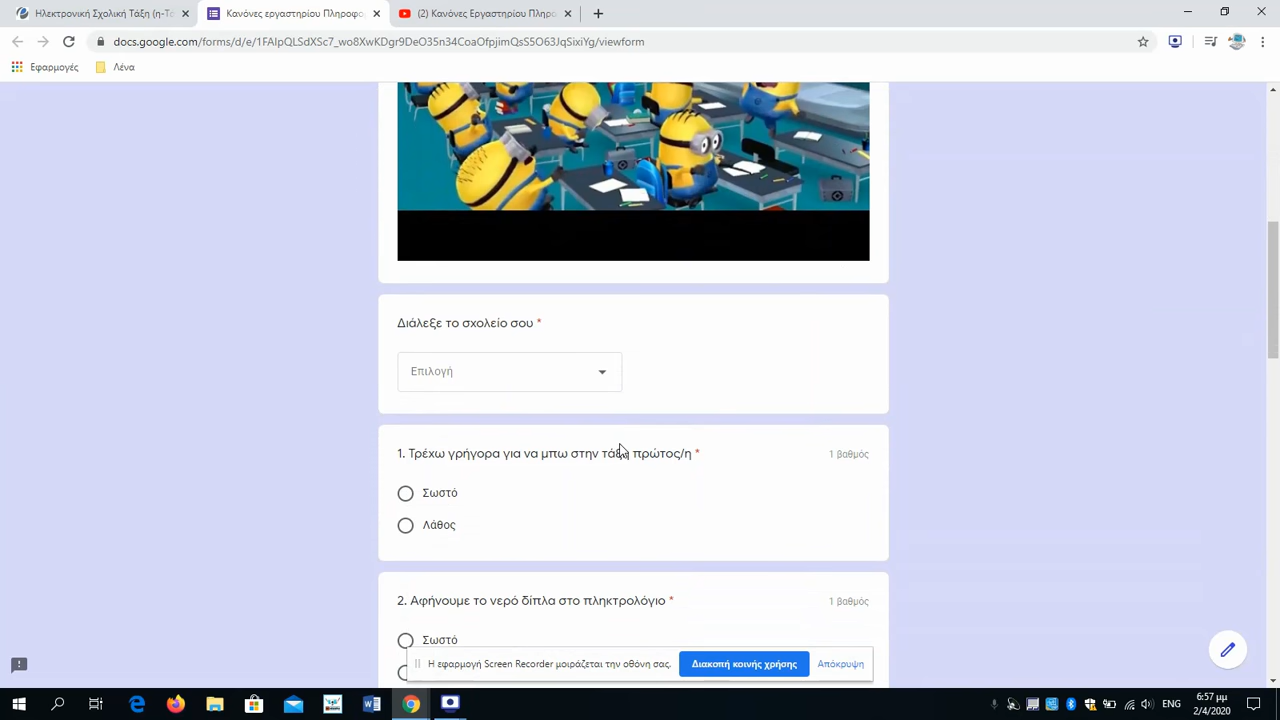 Ηλεκτρονική Σχολική Τάξη (η-Τά
Κανόνες εργαστηρίου Πληροφο
(2) Κανόνες Εργαστηρίου Πληρο
docs.google.com/forms/d/e/1FAIpQLSdXSc7_wo8XwKDgr9DeO35n34CoaOfpjimQsS5O63JqSixiYg/viewform
Εφαρμογές
Λένα
Διάλεξε το σχολείο σου *
Επιλογή
1. Τρέχω γρήγορα για να μπω στην τάξη πρώτος/η *
1 βαθμός
Σωστό
Λάθος
2. Αφήνουμε το νερό δίπλα στο πληκτρολόγιο *
1 βαθμός
Σωστό
Η εφαρμογή Screen Recorder μοιράζεται την οθόνη σας.
Διακοπή κοινής χρήσης
Απόκρυψη
ENG
6:57 μμ
2/4/2020